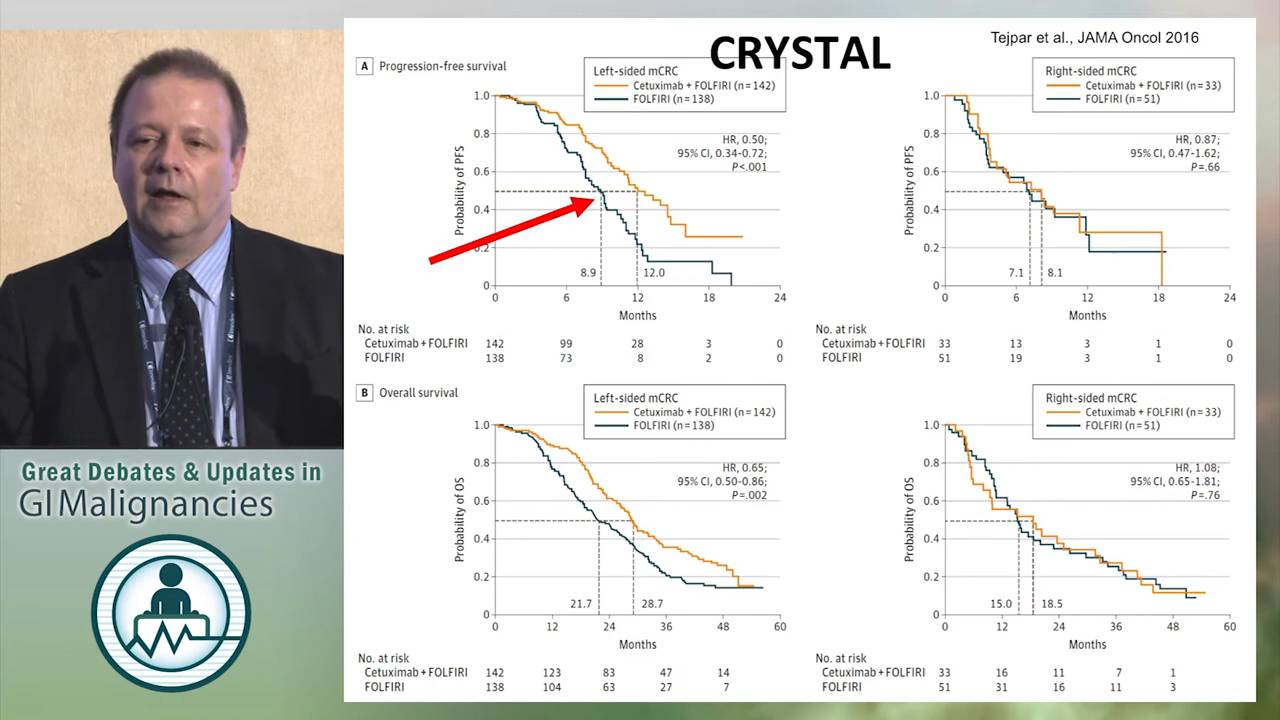 CRYSTAL
Tejpar et al., JAMA Oncol 2016
A Progression-free survival
Left-sided mCRC
Cetuximab + FOLFIRI (n = 142)
FOLFIRI (n = 138)
HR, 0.50;
95% CI, 0.34-0.72;
P<.001
Probability of PFS
1.0
0.8
0.6
0.4
0.2
0
8.9 12.0
0 6 12 18 24
Months
No. at risk
Cetuximab + FOLFIRI 142 99 28 3 0
FOLFIRI 138 73 8 2 0
Right-sided mCRC
Cetuximab + FOLFIRI (n = 33)
FOLFIRI (n = 51)
HR, 0.87;
95% CI, 0.47-1.62;
P=.66
Probability of PFS
1.0
0.8
0.6
0.4
0.2
0
7.1 8.1
0 6 12 18 24
Months
No. at risk
Cetuximab + FOLFIRI 33 13 3 1 0
FOLFIRI 51 19 3 1 0
B Overall survival
Left-sided mCRC
Cetuximab + FOLFIRI (n = 142)
FOLFIRI (n = 138)
HR, 0.65;
95% CI, 0.50-0.86;
P=.002
Probability of OS
1.0
0.8
0.6
0.4
0.2
0
21.7 28.7
0 12 24 36 48 60
Months
No. at risk
Cetuximab + FOLFIRI 142 123 83 47 14
FOLFIRI 138 104 63 27 7
Right-sided mCRC
Cetuximab + FOLFIRI (n = 33)
FOLFIRI (n = 51)
HR, 1.08;
95% CI, 0.65-1.81;
P=.76
Probability of OS
1.0
0.8
0.6
0.4
0.2
0
15.0 18.5
0 12 24 36 48 60
Months
No. at risk
Cetuximab + FOLFIRI 33 16 11 7 1
FOLFIRI 51 31 16 11 3
Great Debates & Updates in
GI Malignancies